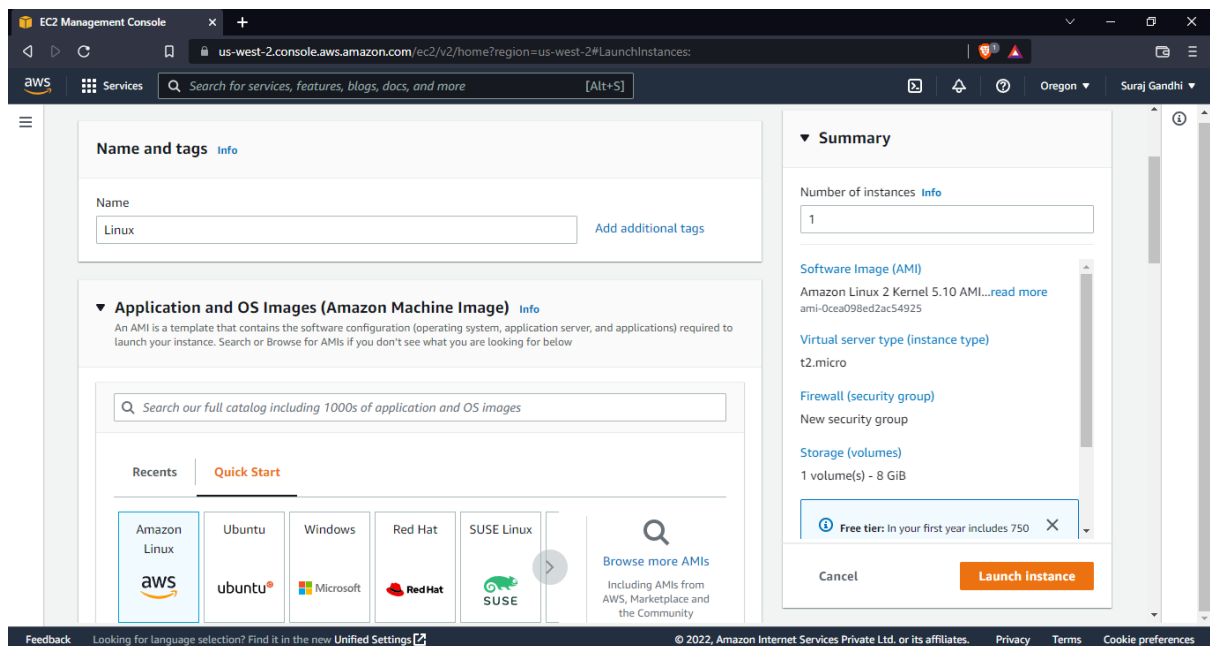 EC2 Management Console
us-west-2.console.aws.amazon.com/ec2/v2/home?region=us-west-2#LaunchInstances:
1
aws
Services
Search for services, features, blogs, docs, and more
[Alt+S]
Oregon ▼
Suraj Gandhi ▼
Name and tags Info
Name
Linux
Add additional tags
▼ Application and OS Images (Amazon Machine Image) Info
An AMI is a template that contains the software configuration (operating system, application server, and applications) required to
launch your instance. Search or Browse for AMIs if you don't see what you are looking for below
Search our full catalog including 1000s of application and OS images
Recents
Quick Start
Amazon
Linux
aws
Ubuntu
ubuntu®
Windows
Microsoft
Red Hat
Red Hat
SUSE Linux
SUSE
Browse more AMIs
Including AMIs from
AWS, Marketplace and
the Community
▼ Summary
Number of instances Info
1
Software Image (AMI)
Amazon Linux 2 Kernel 5.10 AMI...read more
ami-0cea098ed2ac54925
Virtual server type (instance type)
t2.micro
Firewall (security group)
New security group
Storage (volumes)
1 volume(s) - 8 GiB
Free tier: In your first year includes 750
Cancel
Launch instance
Feedback
Looking for language selection? Find it in the new Unified Settings
© 2022, Amazon Internet Services Private Ltd. or its affiliates.
Privacy
Terms
Cookie preferences